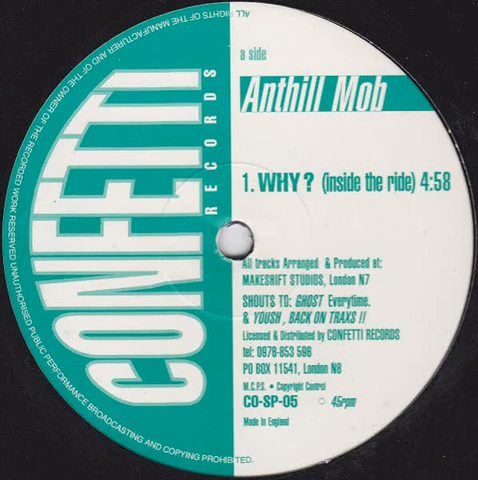 CONFETTI
RECORDS
ALL RIGHTS OF THE MANUFACTURER AND OF THE OWNER OF THE RECORDED WORK RESERVED UNAUTHORISED PUBLIC PERFORMANCE BROADCASTING AND COPYING PROHIBITED.
a side
Anthill Mob
1. WHY? (inside the ride) 4:58
All tracks Arranged & Produced at:
MAKESHIFT STUDIOS, London N7
SHOUTS TO: GHOST Everytime.
& YOUSH, BACK ON TRAXS !!
Licensed & Distributed by CONFETTI RECORDS
tel: 0976-853 596
PO BOX 11541, London N8
M.C.P.S. • Copyright Control
CO-SP-05 45rpm
Made in England